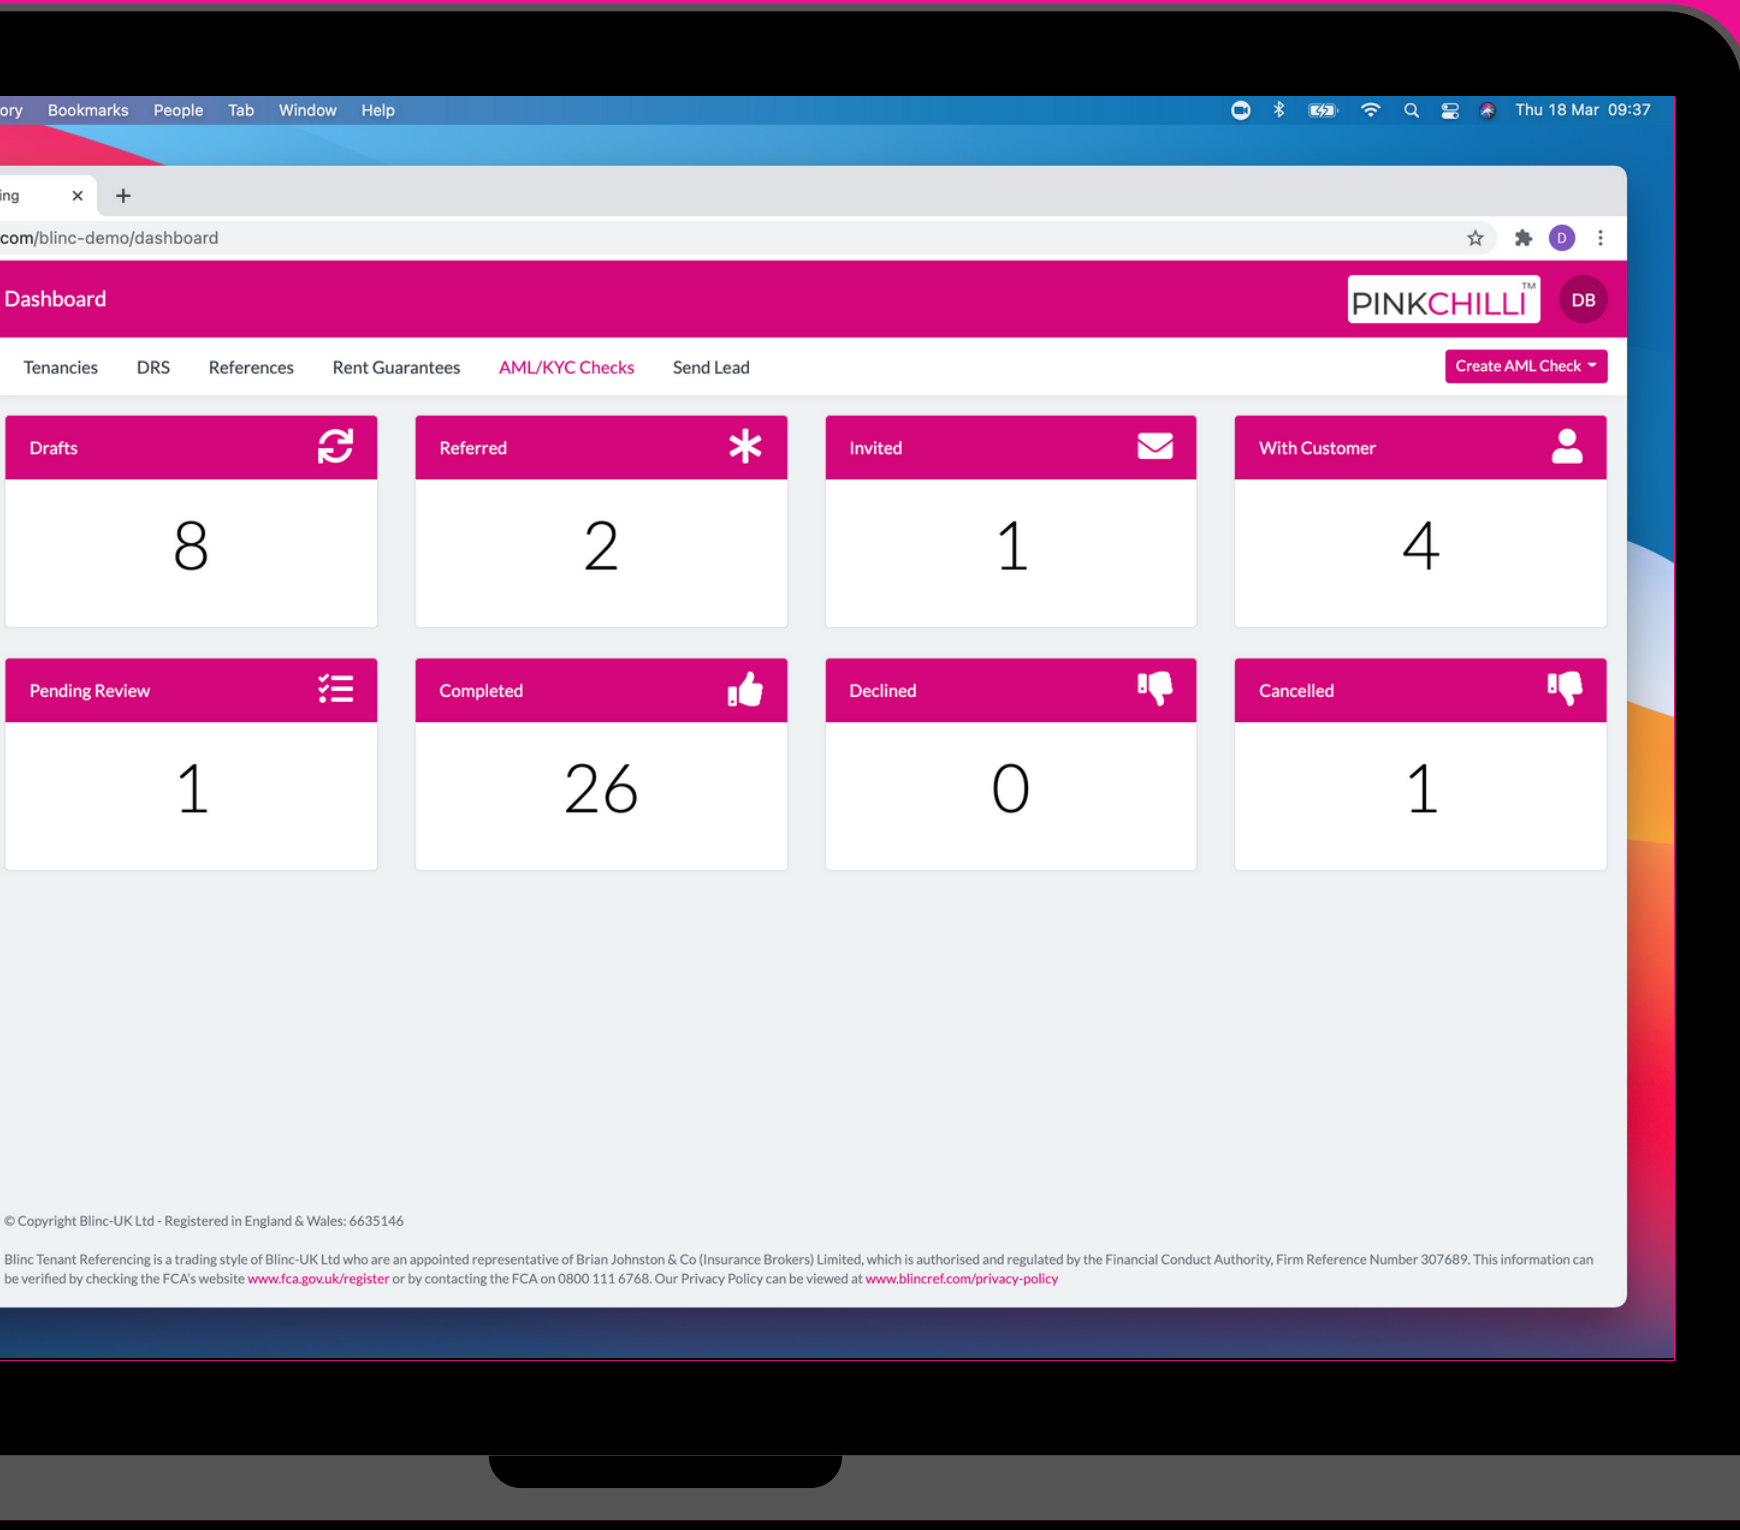 ory Bookmarks People Tab Window Help Thu 18 Mar 09:37
ing
com/blinc-demo/dashboard D
Dashboard PINKCHILLI™ DB
Tenancies DRS References Rent Guarantees AML/KYC Checks Send Lead Create AML Check
Drafts Referred Invited With Customer
8 2 1 4
Pending Review Completed Declined Cancelled
1 26 0 1
© Copyright Blinc-UK Ltd - Registered in England & Wales: 6635146
Blinc Tenant Referencing is a trading style of Blinc-UK Ltd who are an appointed representative of Brian Johnston & Co (Insurance Brokers) Limited, which is authorised and regulated by the Financial Conduct Authority, Firm Reference Number 307689. This information can
be verified by checking the FCA's website www.fca.gov.uk/register or by contacting the FCA on 0800 111 6768. Our Privacy Policy can be viewed at www.blincref.com/privacy-policy